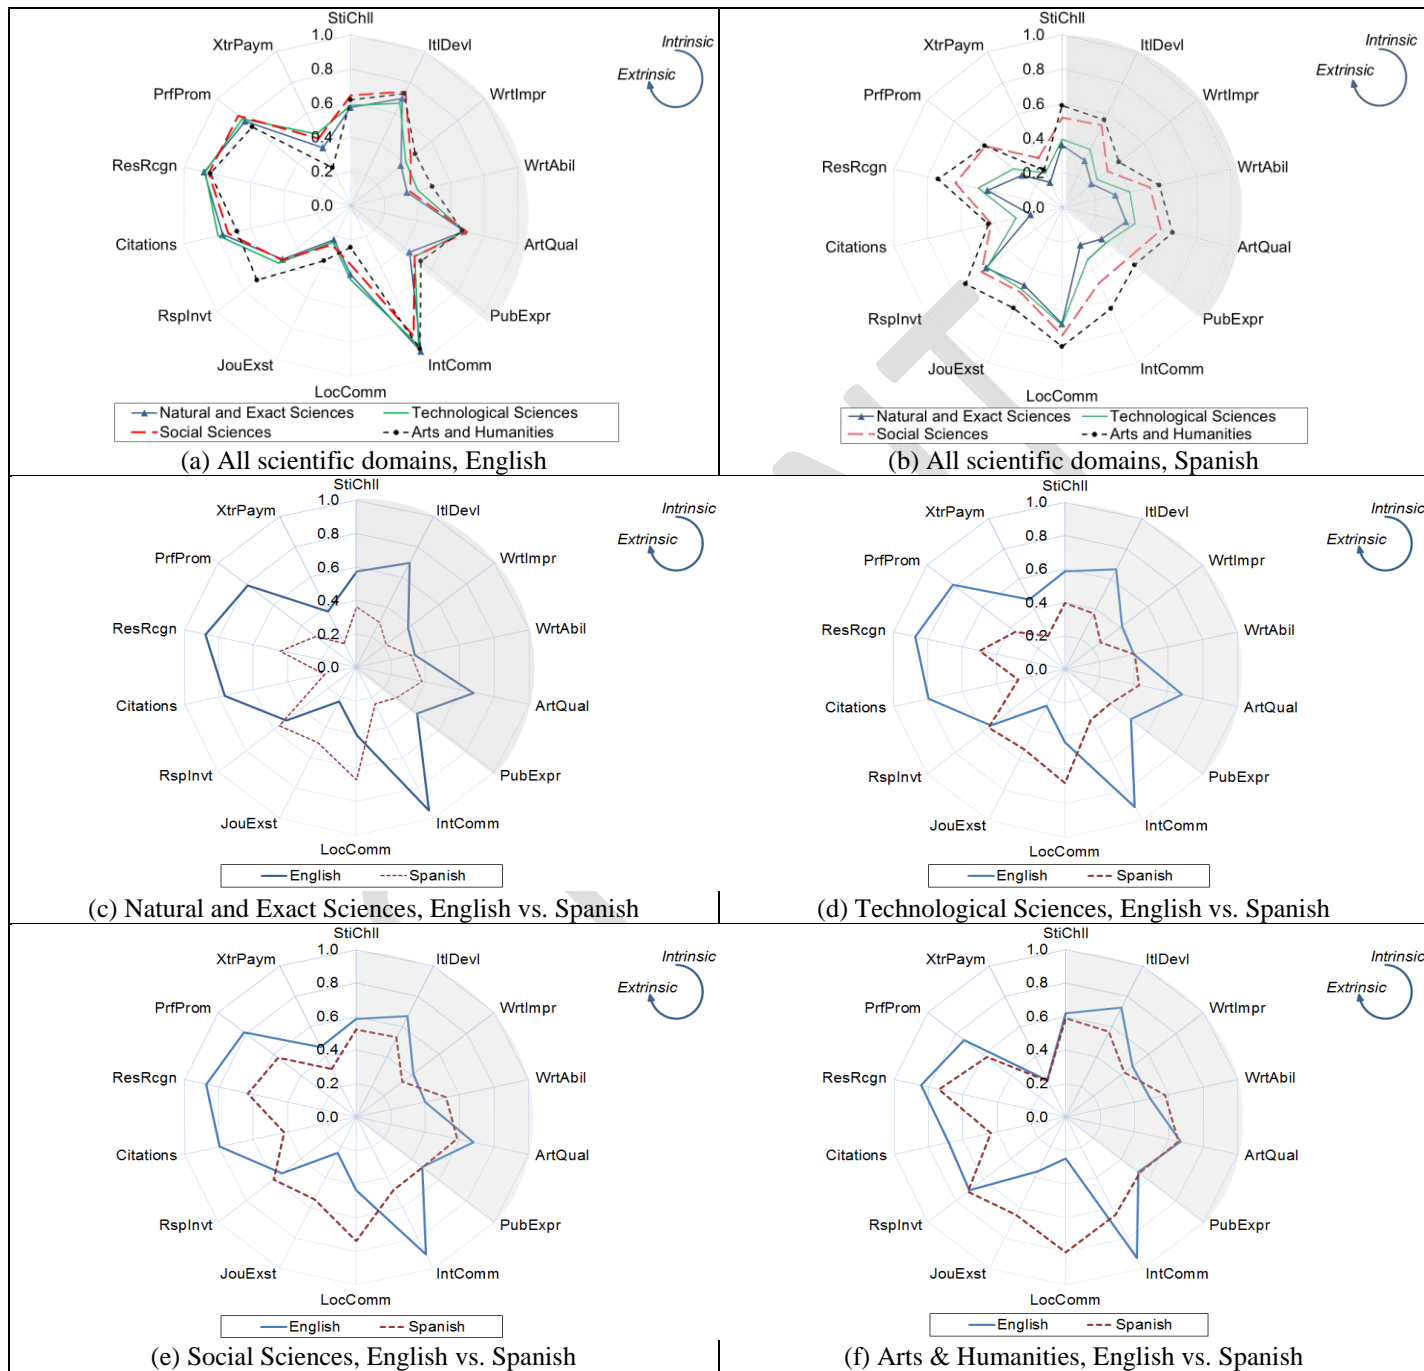 StiChll
1.0
0.8
0.6
0.4
0.2
0.0
ItlDevl
WrtImpr
WrtAbil
ArtQual
PubExpr
IntComm
LocComm
JouExst
RspInvt
Citations
ResRcgn
PrfProm
XtrPaym
Intrinsic
Extrinsic
Natural and Exact Sciences
Technological Sciences
Social Sciences
Arts and Humanities
(a) All scientific domains, English
StiChll
1.0
0.8
0.6
0.4
0.2
0.0
ItlDevl
WrtImpr
WrtAbil
ArtQual
PubExpr
IntComm
LocComm
JouExst
RspInvt
Citations
ResRcgn
PrfProm
XtrPaym
Intrinsic
Extrinsic
Natural and Exact Sciences
Technological Sciences
Social Sciences
Arts and Humanities
(b) All scientific domains, Spanish
StiChll
1.0
0.8
0.6
0.4
0.2
0.0
ItlDevl
WrtImpr
WrtAbil
ArtQual
PubExpr
IntComm
LocComm
JouExst
RspInvt
Citations
ResRcgn
PrfProm
XtrPaym
Intrinsic
Extrinsic
English
Spanish
(c) Natural and Exact Sciences, English vs. Spanish
1.0
0.8
0.6
0.4
0.2
0.0
StiChll
ItlDevl
WrtImpr
WrtAbil
ArtQual
PubExpr
IntComm
LocComm
JouExst
RspInvt
Citations
ResRcgn
PrfProm
XtrPaym
Intrinsic
Extrinsic
English
Spanish
(d) Technological Sciences, English vs. Spanish
StiChll
1.0
0.8
0.6
0.4
0.2
0.0
ItlDevl
WrtImpr
WrtAbil
ArtQual
PubExpr
IntComm
LocComm
JouExst
RspInvt
Citations
ResRcgn
PrfProm
XtrPaym
Intrinsic
Extrinsic
English
Spanish
(e) Social Sciences, English vs. Spanish
StiChll
1.0
0.8
0.6
0.4
0.2
0.0
ItlDevl
WrtImpr
WrtAbil
ArtQual
PubExpr
IntComm
LocComm
JouExst
RspInvt
Citations
ResRcgn
PrfProm
XtrPaym
Intrinsic
Extrinsic
English
Spanish
(f) Arts & Humanities, English vs. Spanish